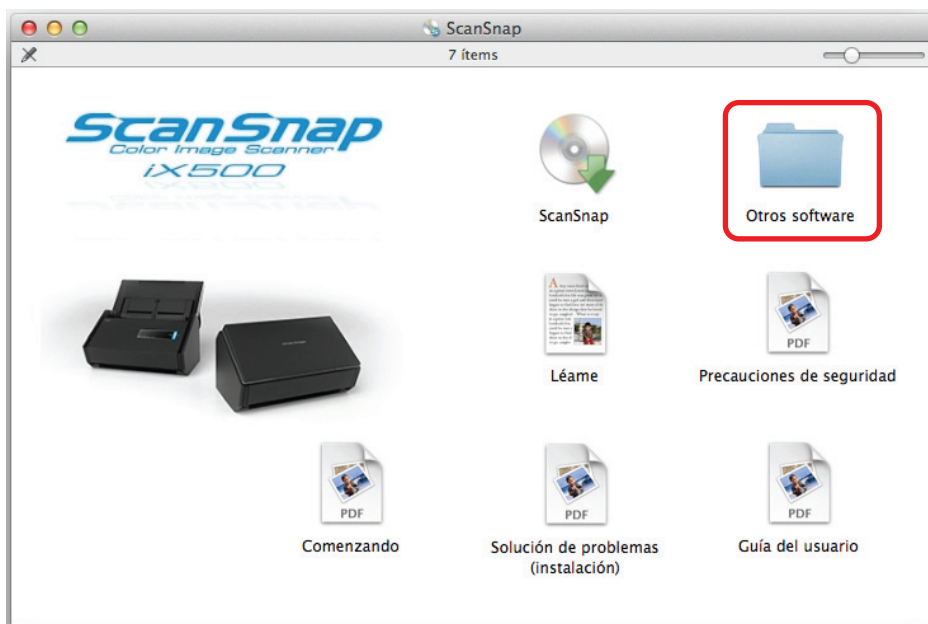 ScanSnap
7 ítems
ScanSnap
Color Image Scanner
iX500
ScanSnap
Otros software
Léame
PDF
Precauciones de seguridad
PDF
Comenzando
PDF
Solución de problemas
(instalación)
PDF
Guía del usuario